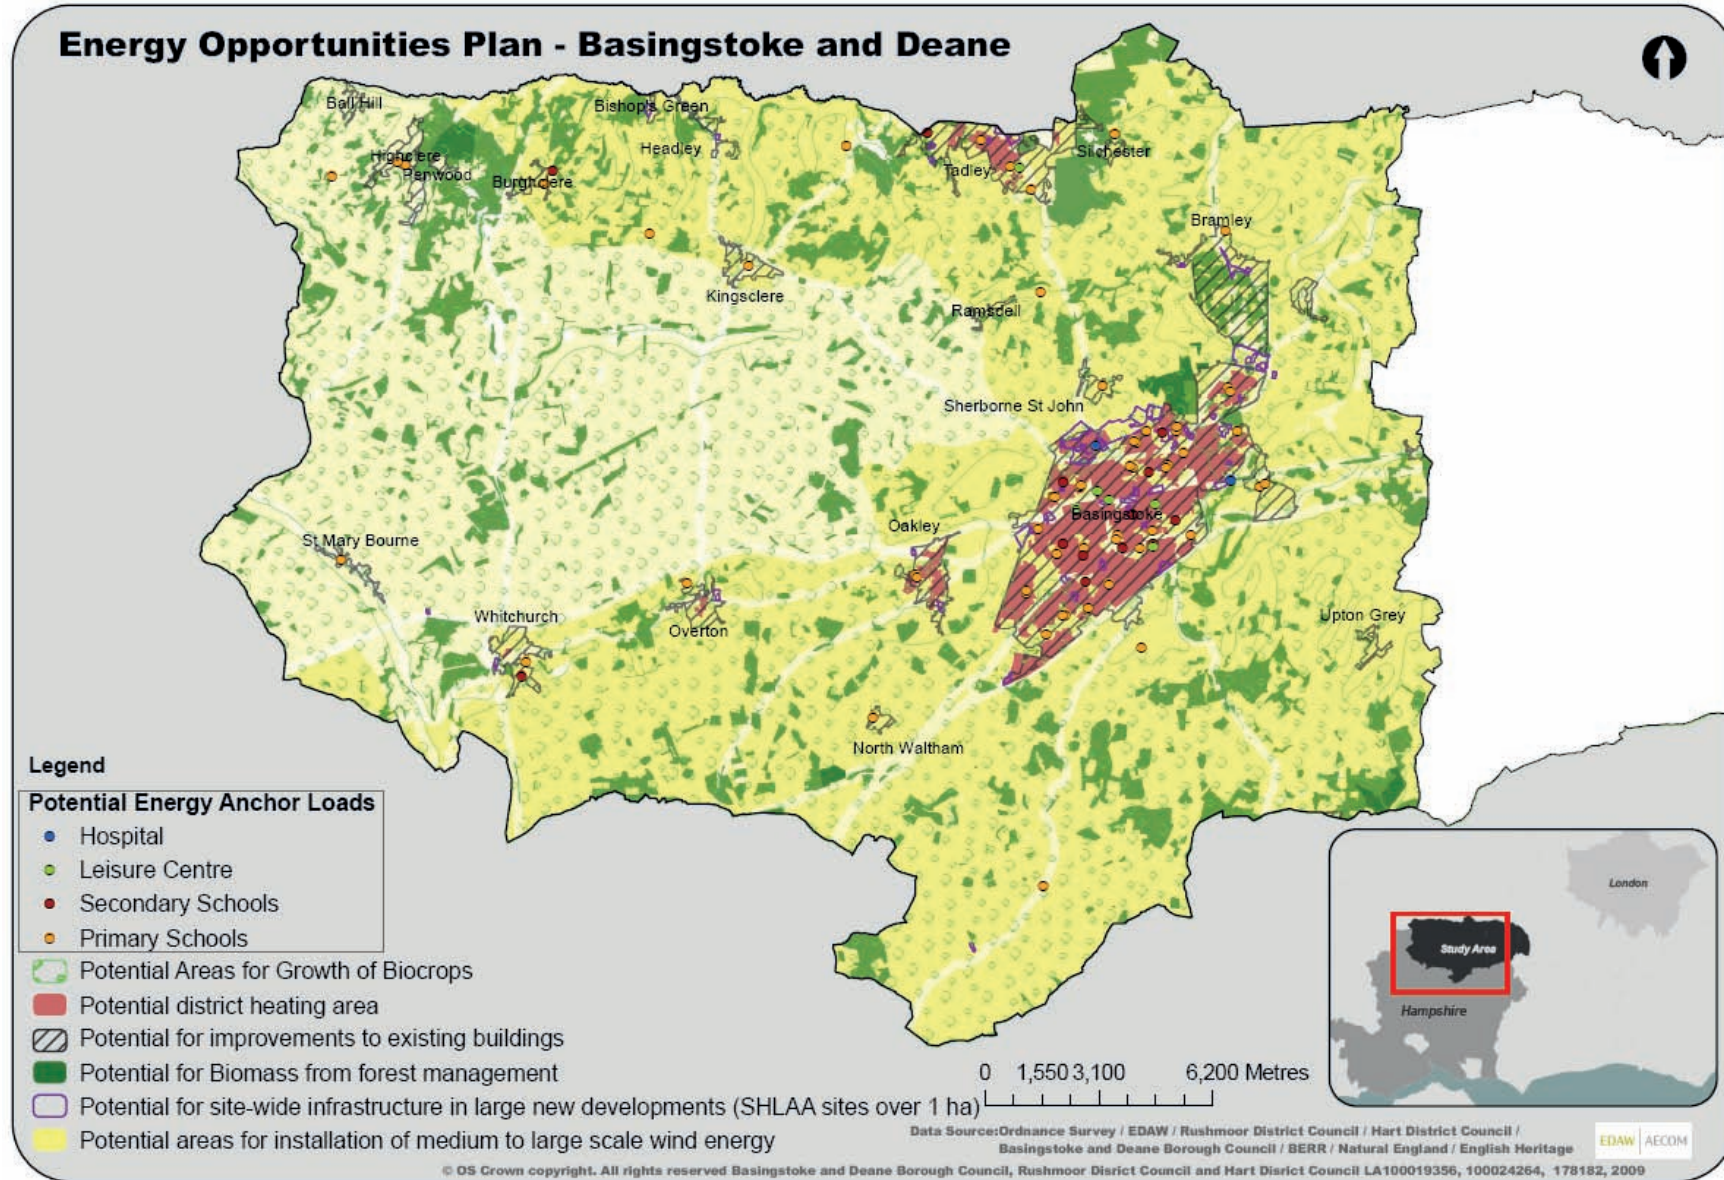 Energy Opportunities Plan - Basingstoke and Deane
Ball Hill
Bishop's Green
Highclere
Headley
Penwood
Burghclere
Tadley
Silchester
Bramley
Kingsclere
Ramsdell
Sherborne St John
Oakley
Basingstoke
St Mary Bourne
Whitchurch
Overton
Upton Grey
North Waltham
Legend
Potential Energy Anchor Loads
Hospital
Leisure Centre
Secondary Schools
Primary Schools
Potential Areas for Growth of Biocrops
Potential district heating area
Potential for improvements to existing buildings
Potential for Biomass from forest management
Potential for site-wide infrastructure in large new developments (SHLAA sites over 1 ha)
Potential areas for installation of medium to large scale wind energy
0 1,550 3,100 6,200 Metres
London
Study Area
Hampshire
Data Source:Ordnance Survey / EDAW / Rushmoor District Council / Hart District Council /
Basingstoke and Deane Borough Council / BERR / Natural England / English Heritage
EDAW AECOM
© OS Crown copyright. All rights reserved Basingstoke and Deane Borough Council, Rushmoor Disrict Council and Hart Disrict Council LA100019356, 100024264, 178182, 2009